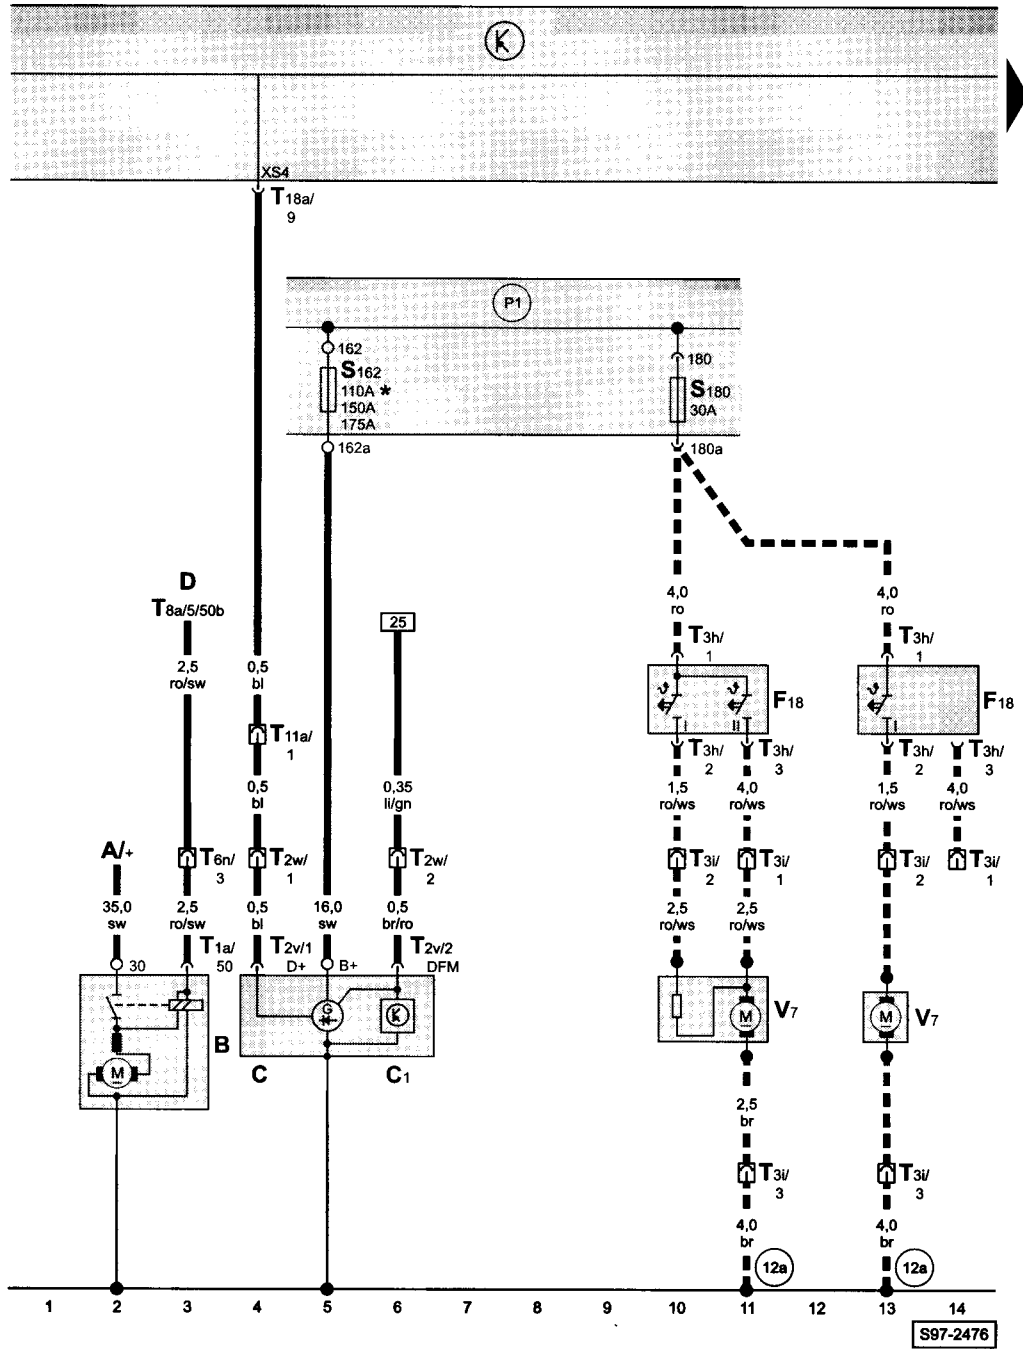 XS4
T18a/
9
P1
162
S162
110A *
150A
175A
162a
180
S180
30A
180a
D
T8a/5/50b
25
4,0
ro
4,0
ro
T3h/
1
T3h/
1
2,5
ro/sw
0,5
bl
F18
F18
I
II
I
T11a/
1
T3h/
2
T3h/
3
T3h/
2
T3h/
3
0,5
bl
0,35
li/gn
1,5
ro/ws
4,0
ro/ws
1,5
ro/ws
4,0
ro/ws
A/+
T6n/
3
T2w/
1
T2w/
2
T3i/
2
T3i/
1
T3i/
2
T3i/
1
35,0
sw
2,5
ro/sw
0,5
bl
16,0
sw
0,5
br/ro
2,5
ro/ws
2,5
ro/ws
30
T1a/
50
T2v/1
D+
B+
T2v/2
DFM
G
M
V7
M
V7
B
M
C
C1
2,5
br
T3i/
3
T3i/
3
4,0
br
4,0
br
12a
12a
1 2 3 4 5 6 7 8 9 10 11 12 13 14
S97-2476